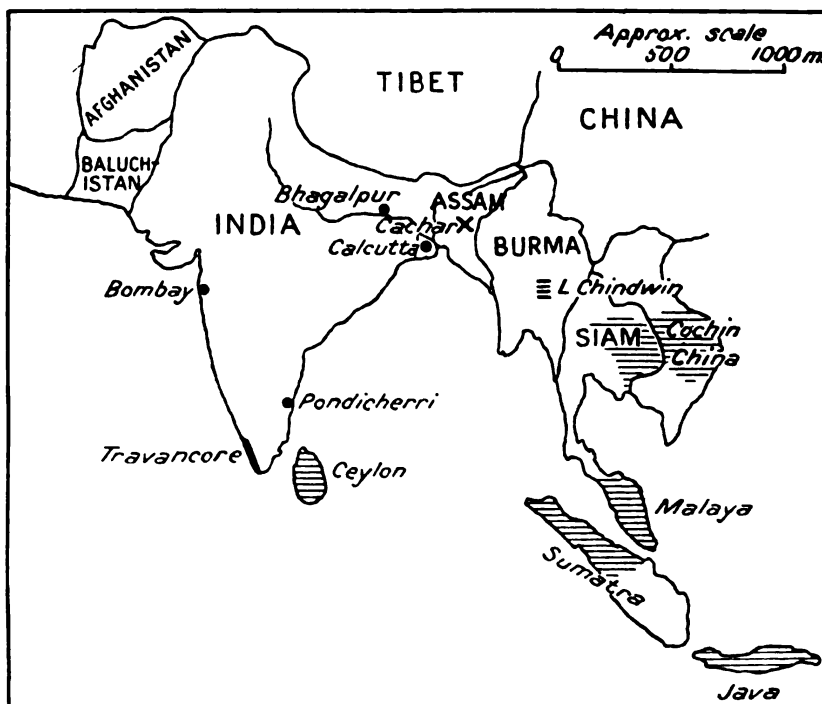 Approx. scale
0 500 1000 m
AFGHANISTAN
TIBET
CHINA
BALUCH-
ISTAN
Bhagalpur
ASSAM
INDIA
Cachar
BURMA
Calcutta
Bombay
L Chindwin
SIAM
Cochin
China
Pondicherri
Travancore
Ceylon
Malaya
Sumatra
Java